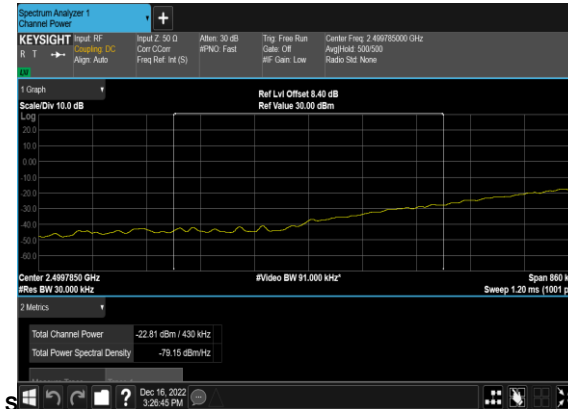 Spectrum Analyzer 1
Channel Power
KEYSIGHT Input: RF Input Z: 50 Ω Atten: 30 dB Trig: Free Run Center Freq: 2.499785000 GHz
R T Coupling: DC Corr CCorr #PNO: Fast Gate: Off Avg|Hold: 500/500
Align: Auto Freq Ref: Int (S) #IF Gain: Low Radio Std: None
1 Graph
Ref Lvl Offset 8.40 dB
Scale/Div 10.0 dB Ref Value 30.00 dBm
Log
20.0
10.0
0.00
-10.0
-20.0
-30.0
-40.0
-50.0
-60.0
Center 2.4997850 GHz #Video BW 91.000 kHz* Span 860 k
#Res BW 30.000 kHz Sweep 1.20 ms (1001 p
2 Metrics
Total Channel Power -22.81 dBm / 430 kHz
Total Power Spectral Density -79.15 dBm/Hz
Dec 16, 2022
3:26:45 PM
s